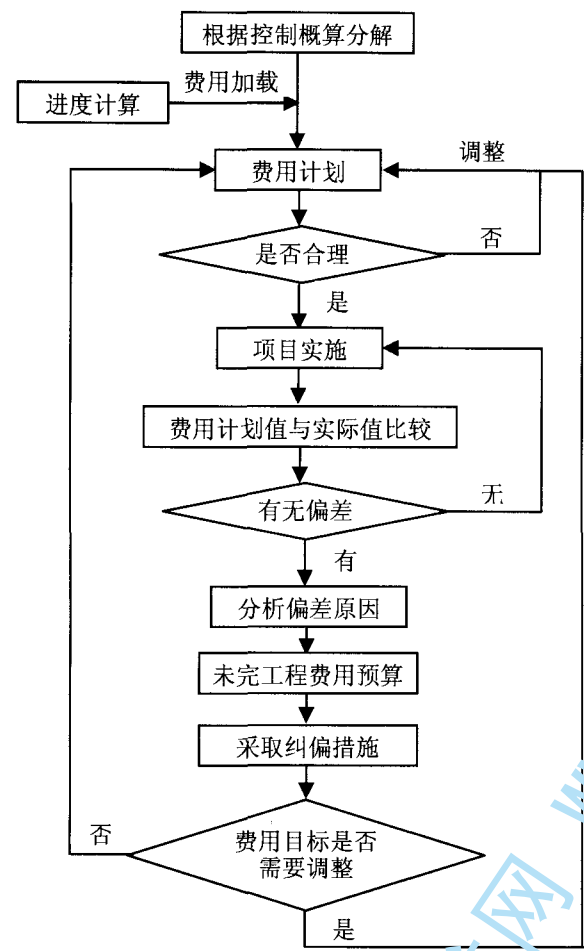 根据控制概算分解
费用加载
进度计算
调整
费用计划
否
是否合理
是
项目实施
费用计划值与实际值比较
无
有无偏差
有
分析偏差原因
未完工程费用预算
采取纠偏措施
否
费用目标是否
需要调整
是
网